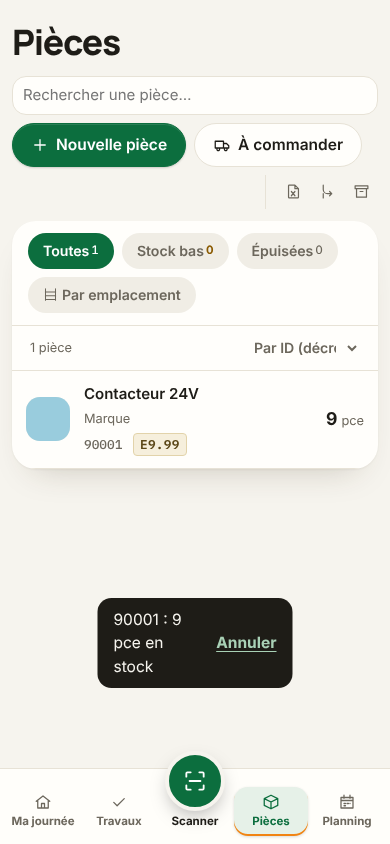 Pièces
Rechercher une pièce...
+ Nouvelle pièce
À commander
Toutes 1
Stock bas 0
Épuisées 0
Par emplacement
1 pièce
Par ID (décr
Contacteur 24V
Marque
9 pce
90001 E9.99
90001 : 9
pce en
stock
Annuler
Ma journée
Travaux
Scanner
Pièces
Planning